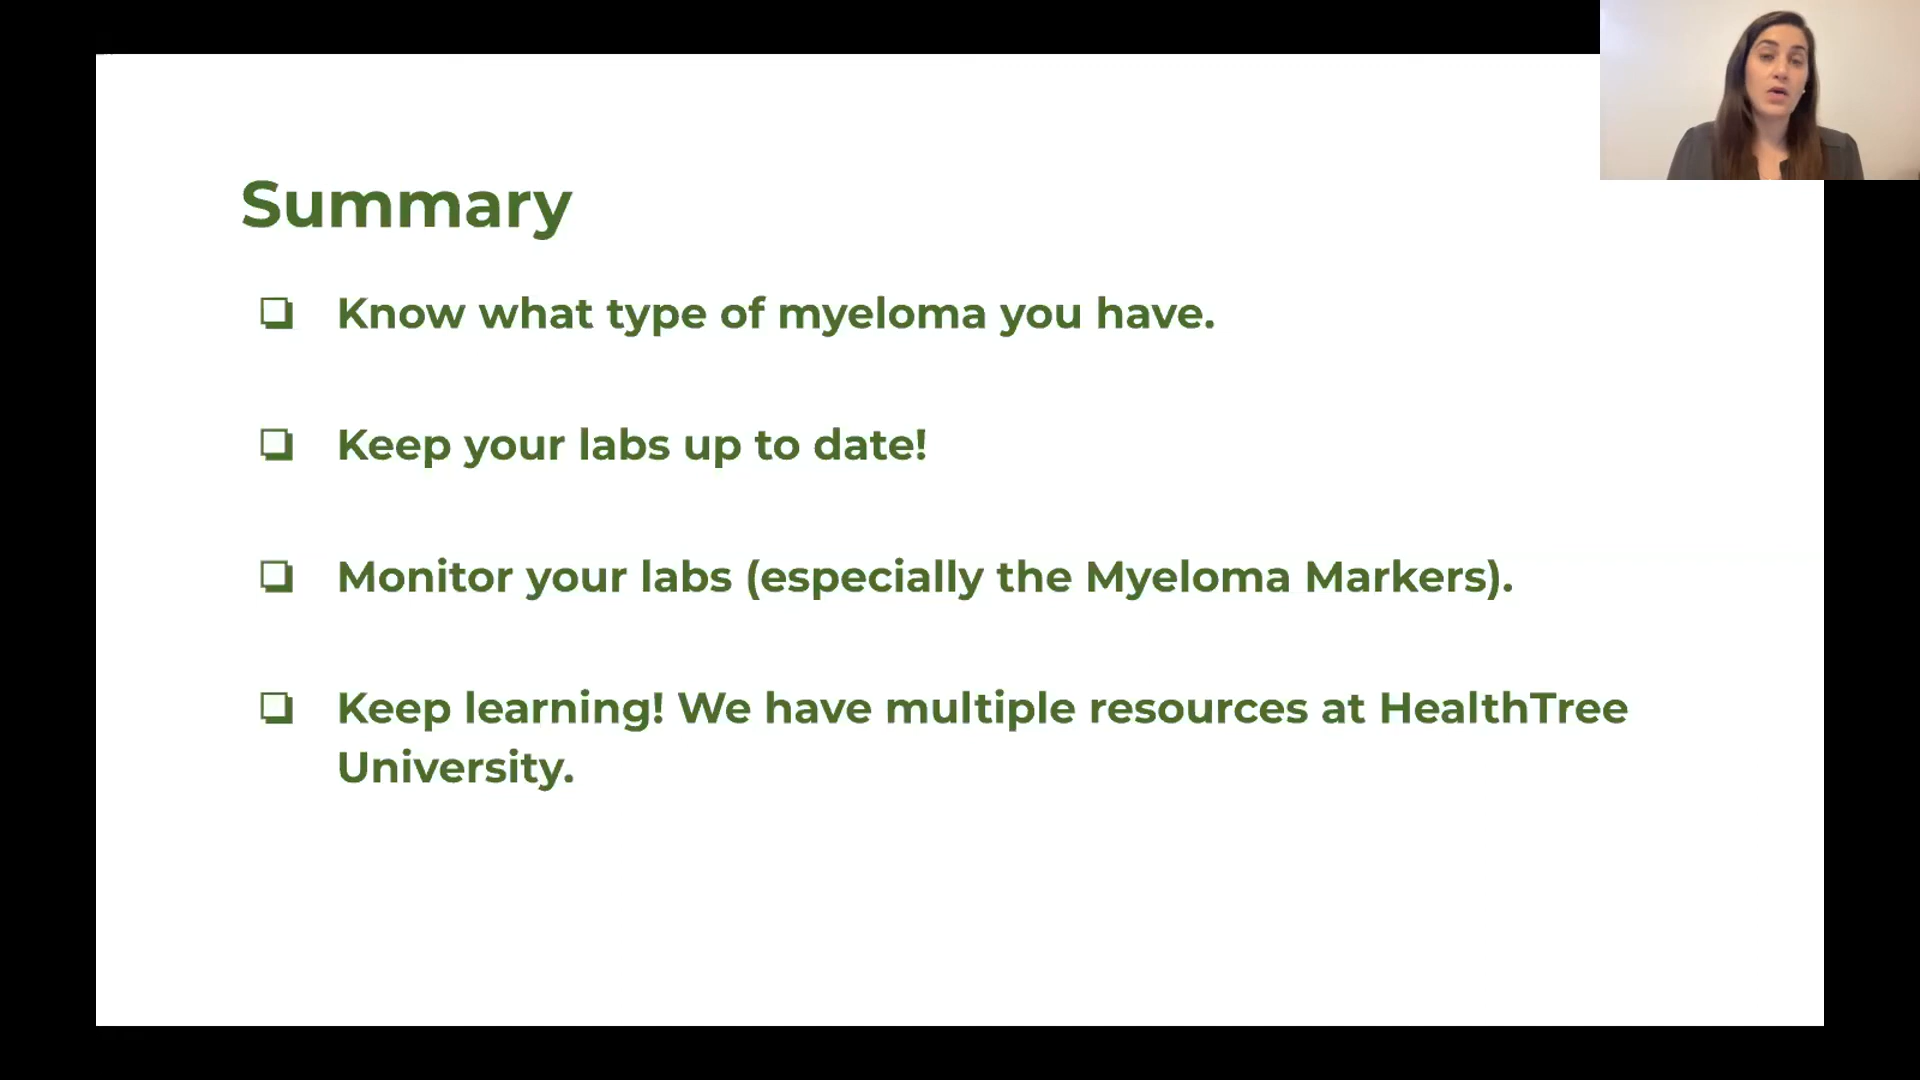 Summary
Know what type of myeloma you have.
Keep your labs up to date!
Monitor your labs (especially the Myeloma Markers).
Keep learning! We have multiple resources at HealthTree
University.